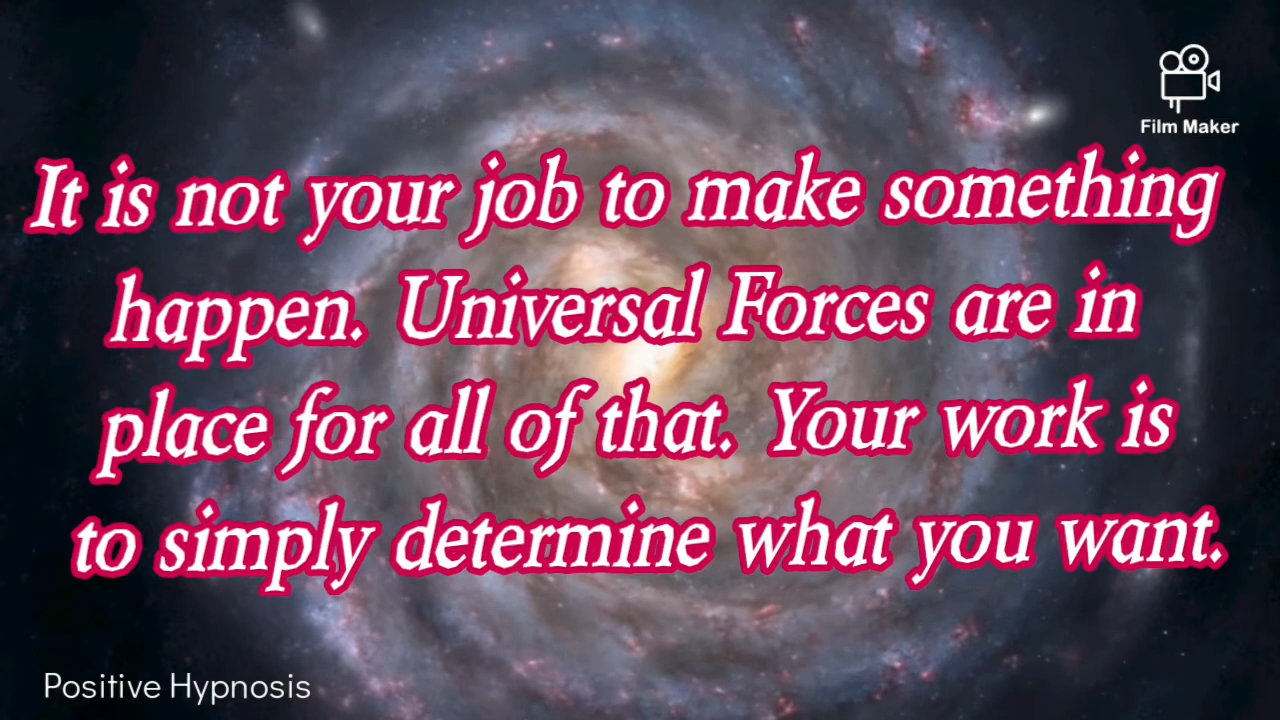 Film Maker
It is not your job to make something
happen. Universal Forces are in
place for all of that. Your work is
to simply determine what you want.
Positive Hypnosis